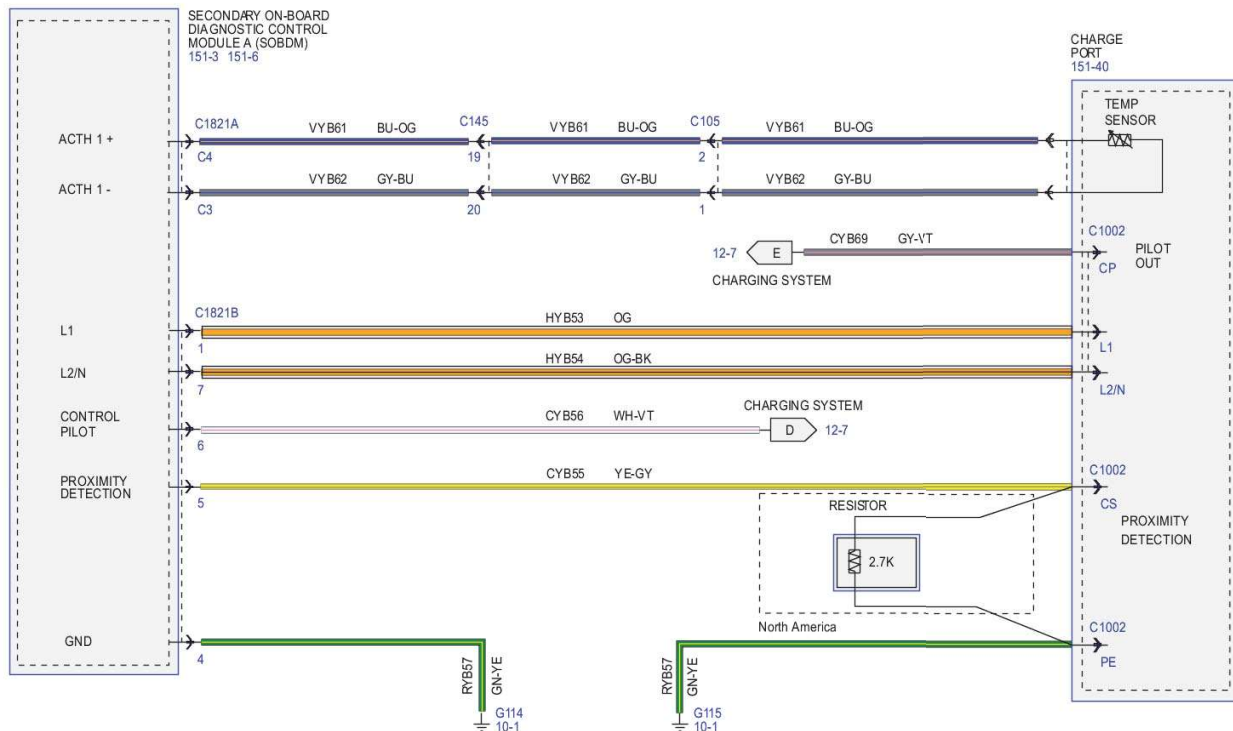 SECONDARY ON-BOARD
DIAGNOSTIC CONTROL
MODULE A (SOBDM)
151-3 151-6
CHARGE
PORT
151-40
TEMP
SENSOR
ACTH 1 +
C1821A
C4
VYB61 BU-OG
C145
19
VYB61 BU-OG
C105
2
VYB61 BU-OG
ACTH 1 -
C3
VYB62 GY-BU
20
VYB62 GY-BU
1
VYB62 GY-BU
12-7
E
CHARGING SYSTEM
CYB69 GY-VT
C1002
CP
PILOT
OUT
L1
C1821B
1
HYB53 OG
L1
L2/N
7
HYB54 OG-BK
L2/N
CONTROL
PILOT
6
CYB56 WH-VT
CHARGING SYSTEM
D
12-7
PROXIMITY
DETECTION
5
CYB55 YE-GY
C1002
CS
RESISTOR
2.7K
PROXIMITY
DETECTION
North America
GND
4
RYB57
GN-YE
G114
10-1
RYB57
GN-YE
G115
10-1
C1002
PE